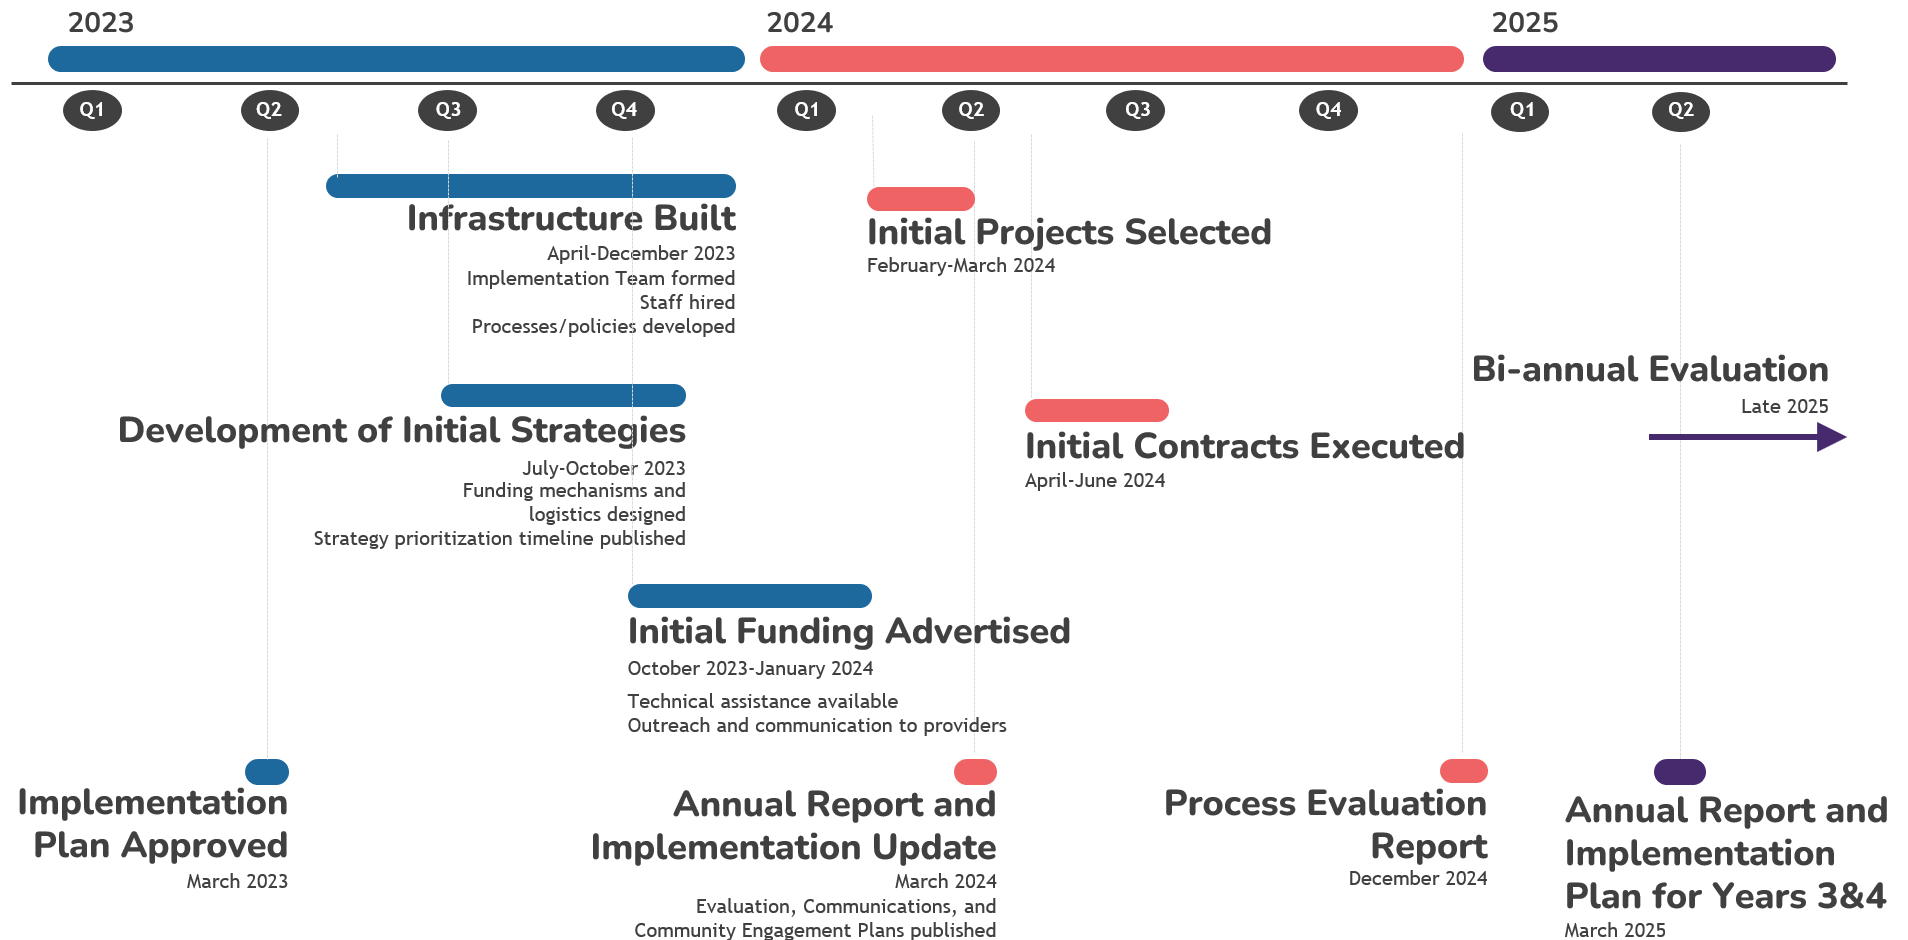 2023
2024
2025
Q1
Q2
Q3
Q4
Q1
Q2
Q3
Q4
Q1
Q2
Infrastructure Built
April-December 2023
Implementation Team formed
Staff hired
Processes/policies developed
Initial Projects Selected
February-March 2024
Bi-annual Evaluation
Late 2025
Development of Initial Strategies
July-October 2023
Funding mechanisms and
logistics designed
Strategy prioritization timeline published
Initial Contracts Executed
April-June 2024
Initial Funding Advertised
October 2023-January 2024
Technical assistance available
Outreach and communication to providers
Implementation
Plan Approved
March 2023
Annual Report and
Implementation Update
March 2024
Evaluation, Communications, and
Community Engagement Plans published
Process Evaluation
Report
December 2024
Annual Report and
Implementation
Plan for Years 3&4
March 2025